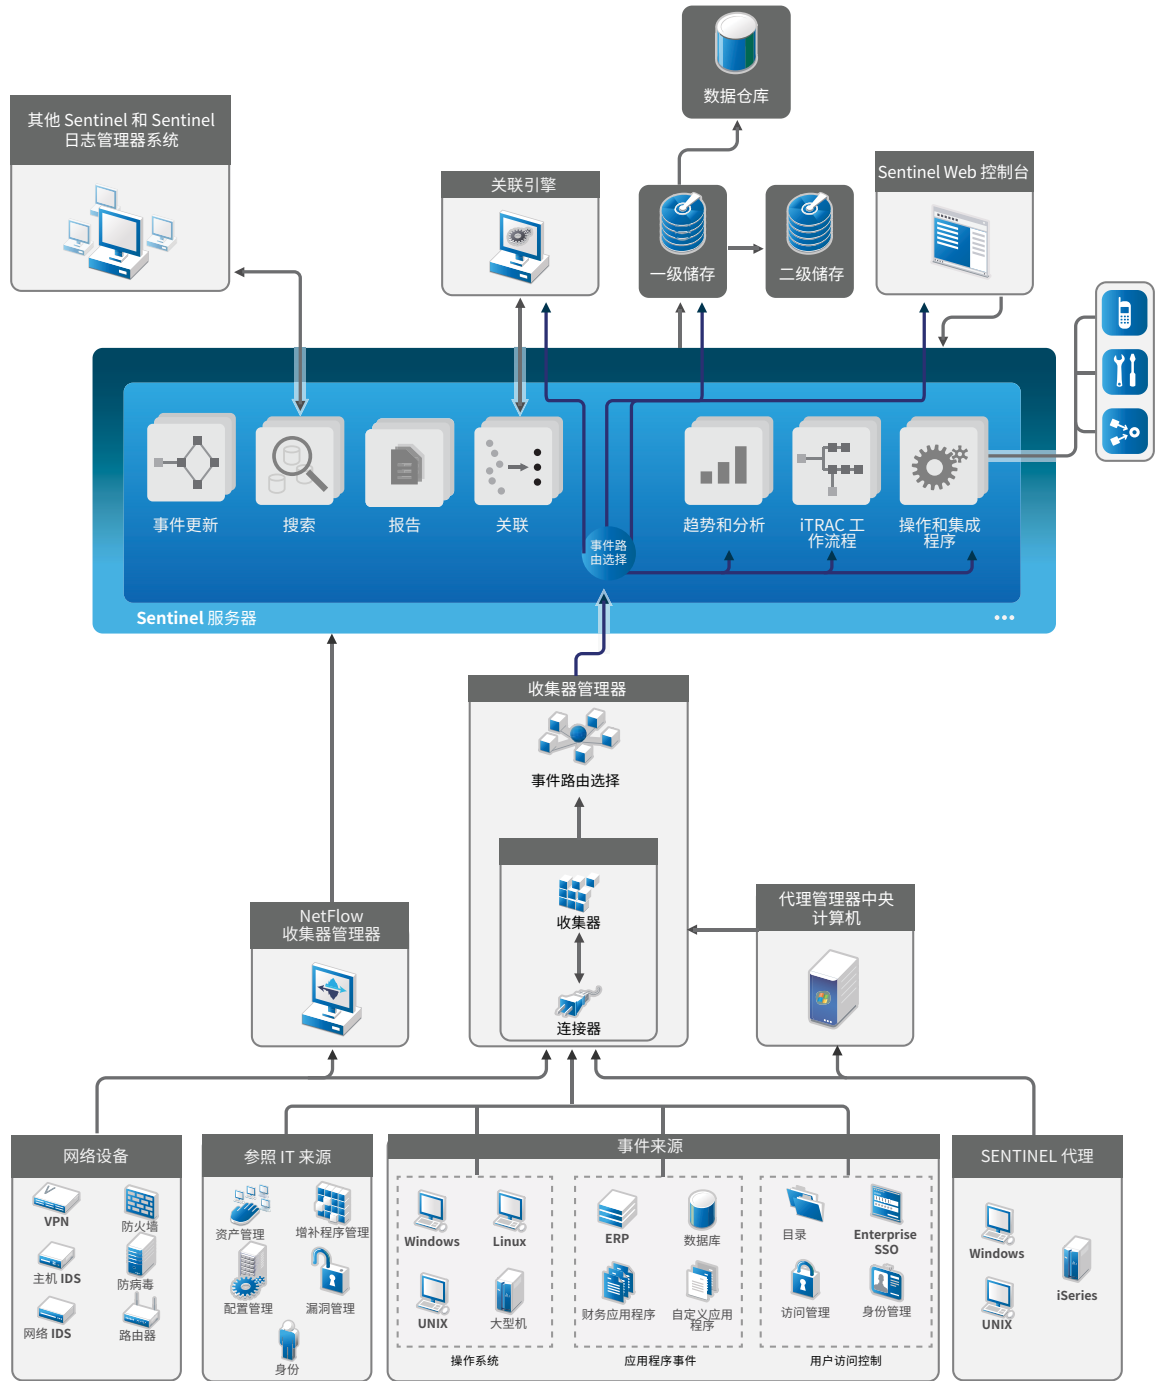 数据仓库
其他 Sentinel 和 Sentinel
日志管理器系统
关联引擎
一级储存
二级储存
Sentinel Web 控制台
事件更新
搜索
报告
关联
趋势和分析
iTRAC 工
作流程
操作和集成
程序
事件路
由选择
Sentinel 服务器
收集器管理器
事件路由选择
收集器
连接器
NetFlow
收集器管理器
代理管理器中央
计算机
网络设备
VPN
防火墙
主机 IDS
防病毒
网络 IDS
路由器
参照 IT 来源
资产管理
增补程序管理
配置管理
漏洞管理
身份
事件来源
Windows
Linux
UNIX
大型机
操作系统
ERP
数据库
财务应用程序
自定义应用
程序
应用程序事件
目录
Enterprise
SSO
访问管理
身份管理
用户访问控制
SENTINEL 代理
Windows
UNIX
iSeries